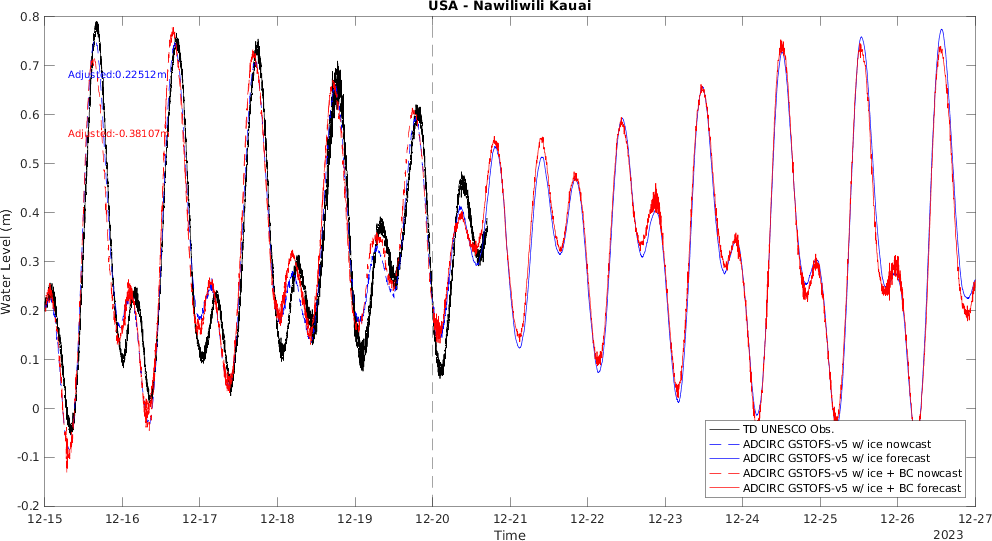 USA - Nawiliwili Kauai
0.8
0.7
0.6
0.5
0.4
0.3
0.2
0.1
0
-0.1
-0.2
Water Level (m)
Adjusted:0.22512m
Adjusted:-0.38107m
TD UNESCO Obs.
ADCIRC GSTOFS-v5 w/ ice nowcast
ADCIRC GSTOFS-v5 w/ ice forecast
ADCIRC GSTOFS-v5 w/ ice + BC nowcast
ADCIRC GSTOFS-v5 w/ ice + BC forecast
12-15 12-16 12-17 12-18 12-19 12-20 12-21 12-22 12-23 12-24 12-25 12-26 12-27
Time
2023